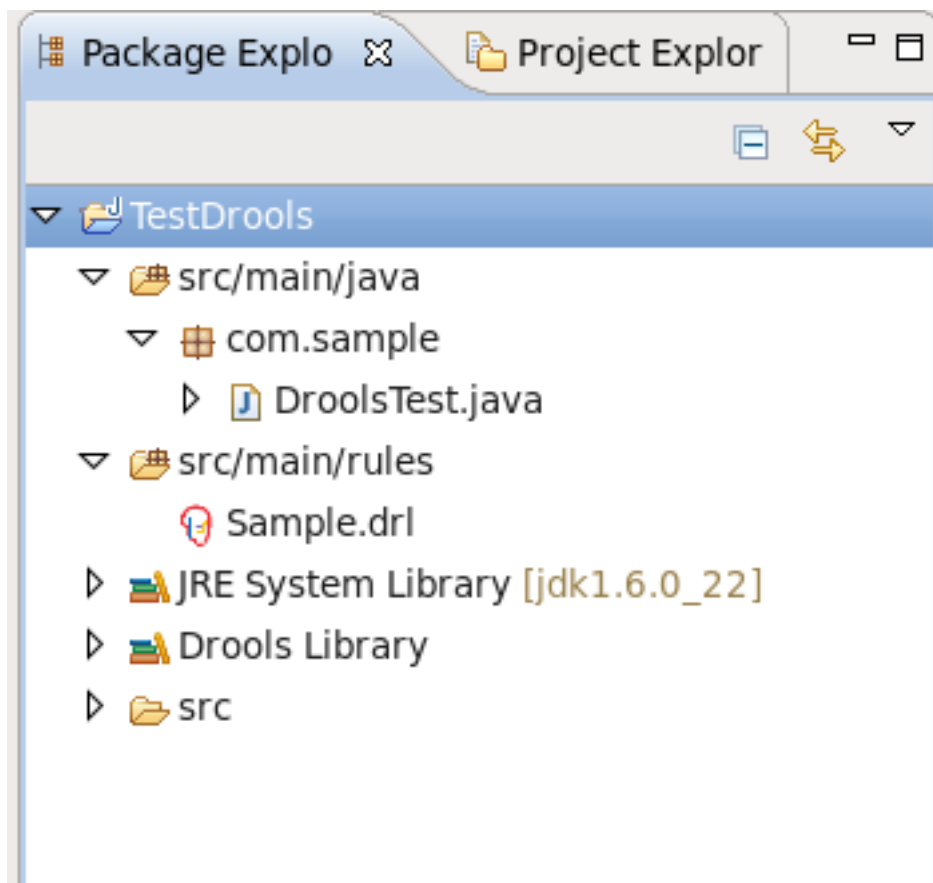 Package Explo Project Explor
TestDrools
src/main/java
com.sample
DroolsTest.java
src/main/rules
Sample.drl
JRE System Library [jdk1.6.0_22]
Drools Library
src